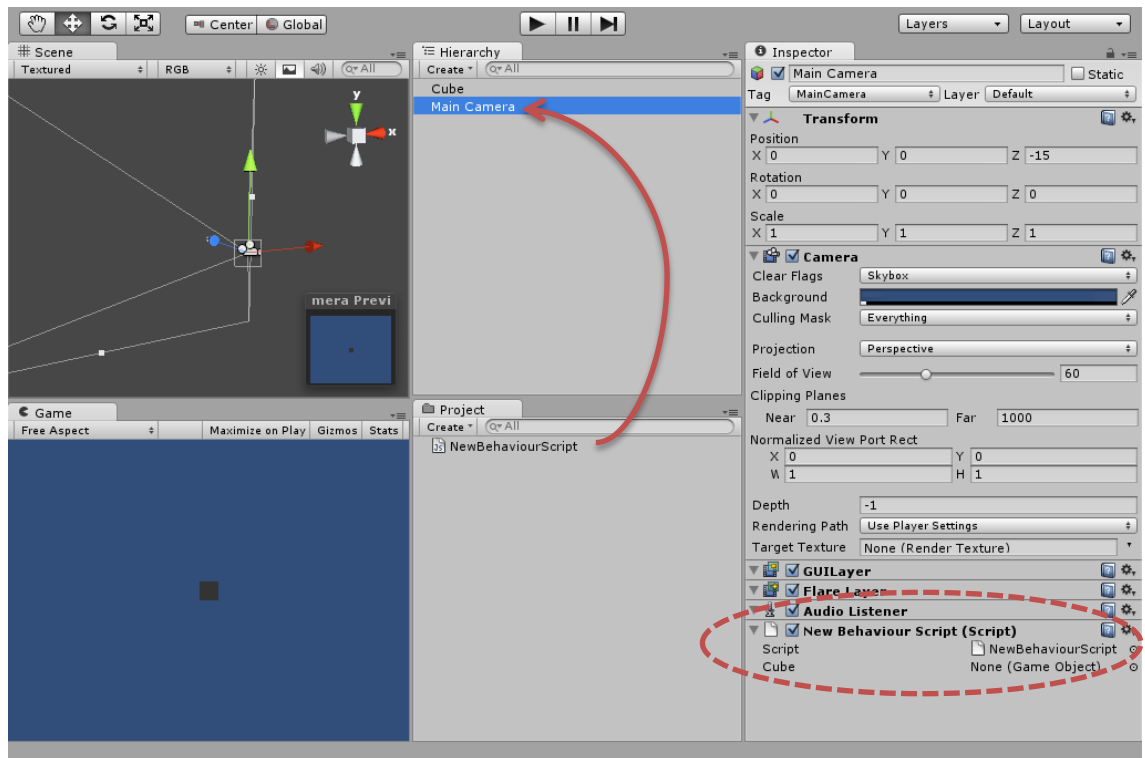 Center Global
Layers Layout
Scene
Textured RGB All
y
x
mera Previ
Game
Free Aspect Maximize on Play Gizmos Stats
Hierarchy
Create All
Cube
Main Camera
Project
Create All
NewBehaviourScript
Inspector
Main Camera Static
Tag MainCamera Layer Default
Transform
Position
X 0 Y 0 Z -15
Rotation
X 0 Y 0 Z 0
Scale
X 1 Y 1 Z 1
Camera
Clear Flags Skybox
Background
Culling Mask Everything
Projection Perspective
Field of View 60
Clipping Planes
Near 0.3 Far 1000
Normalized View Port Rect
X 0 Y 0
W 1 H 1
Depth -1
Rendering Path Use Player Settings
Target Texture None (Render Texture)
GUILayer
Flare Layer
Audio Listener
New Behaviour Script (Script)
Script NewBehaviourScript
Cube None (Game Object)